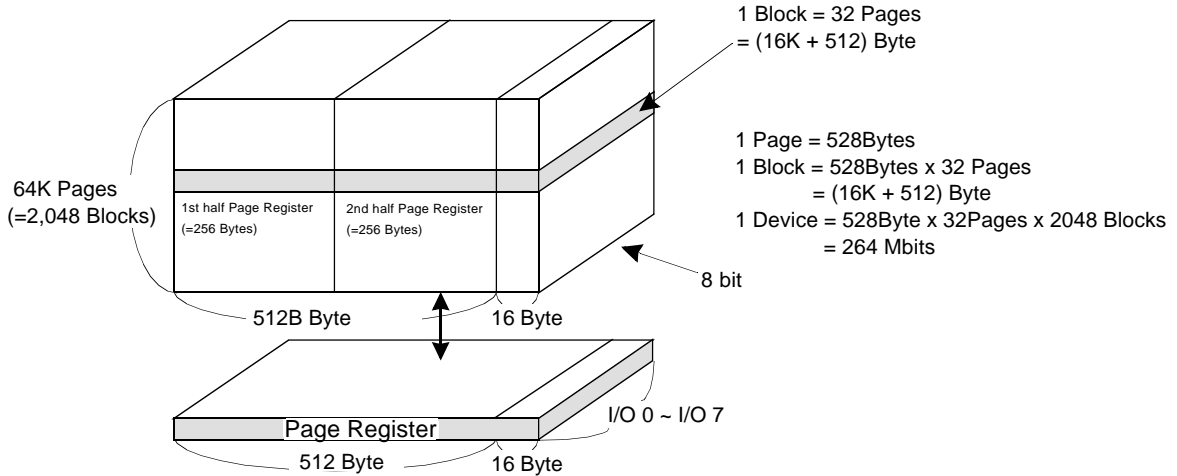 1 Block = 32 Pages
= (16K + 512) Byte
1 Page = 528Bytes
1 Block = 528Bytes x 32 Pages
= (16K + 512) Byte
1 Device = 528Byte x 32Pages x 2048 Blocks
= 264 Mbits
64K Pages
(=2,048 Blocks)
1st half Page Register
(=256 Bytes)
2nd half Page Register
(=256 Bytes)
8 bit
512B Byte
16 Byte
I/O 0 ~ I/O 7
Page Register
512 Byte
16 Byte